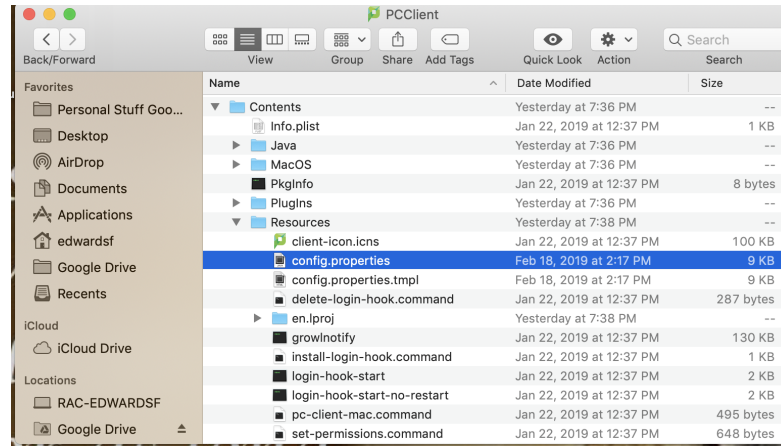 PCClient
Back/Forward View Group Share Add Tags Quick Look Action Search
Search
Favorites
Personal Stuff Goo...
Desktop
AirDrop
Documents
Applications
edwardsf
Google Drive
Recents
iCloud
iCloud Drive
Locations
RAC-EDWARDSF
Google Drive
Name Date Modified Size
Contents Yesterday at 7:36 PM --
Info.plist Jan 22, 2019 at 12:37 PM 1 KB
Java Yesterday at 7:36 PM --
MacOS Yesterday at 7:36 PM --
PkgInfo Jan 22, 2019 at 12:37 PM 8 bytes
PlugIns Yesterday at 7:36 PM --
Resources Yesterday at 7:38 PM --
client-icon.icns Jan 22, 2019 at 12:37 PM 100 KB
config.properties Feb 18, 2019 at 2:17 PM 9 KB
config.properties.tmpl Feb 18, 2019 at 2:17 PM 9 KB
delete-login-hook.command Jan 22, 2019 at 12:37 PM 287 bytes
en.lproj Yesterday at 7:38 PM --
growlnotify Jan 22, 2019 at 12:37 PM 130 KB
install-login-hook.command Jan 22, 2019 at 12:37 PM 1 KB
login-hook-start Jan 22, 2019 at 12:37 PM 2 KB
login-hook-start-no-restart Jan 22, 2019 at 12:37 PM 2 KB
pc-client-mac.command Jan 22, 2019 at 12:37 PM 495 bytes
set-permissions.command Jan 22, 2019 at 12:37 PM 648 bytes